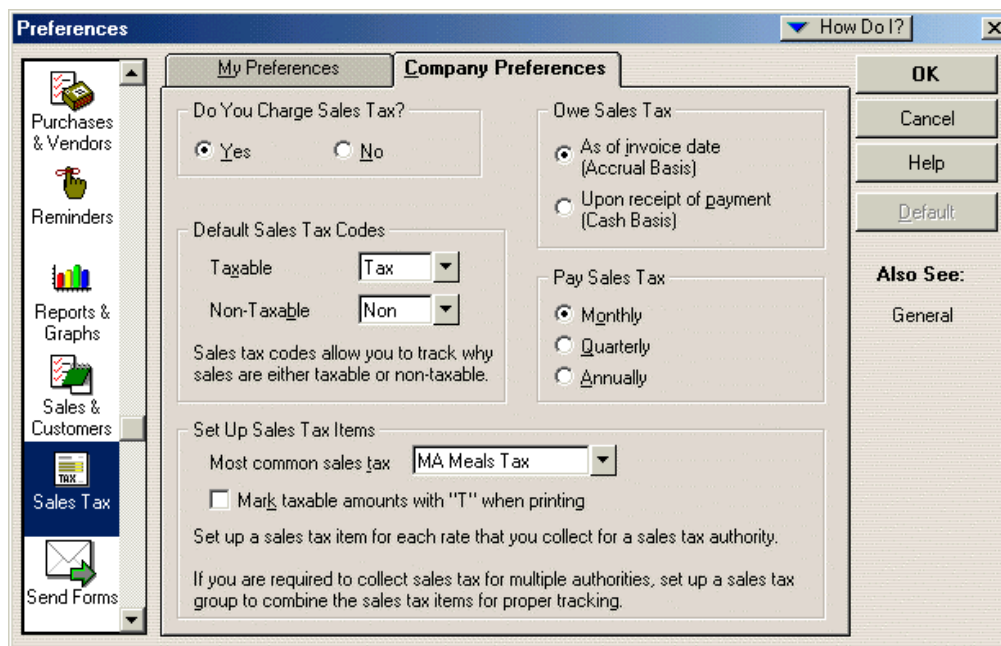 Preferences
How Do I?
Purchases
& Vendors
Reminders
Reports &
Graphs
Sales &
Customers
TAX
Sales Tax
Send Forms
My Preferences
Company Preferences
Do You Charge Sales Tax?
Yes
No
Default Sales Tax Codes
Taxable
Tax
Non-Taxable
Non
Sales tax codes allow you to track why
sales are either taxable or non-taxable.
Owe Sales Tax
As of invoice date
(Accrual Basis)
Upon receipt of payment
(Cash Basis)
Pay Sales Tax
Monthly
Quarterly
Annually
Set Up Sales Tax Items
Most common sales tax
MA Meals Tax
Mark taxable amounts with "T" when printing
Set up a sales tax item for each rate that you collect for a sales tax authority.
If you are required to collect sales tax for multiple authorities, set up a sales tax
group to combine the sales tax items for proper tracking.
OK
Cancel
Help
Default
Also See:
General